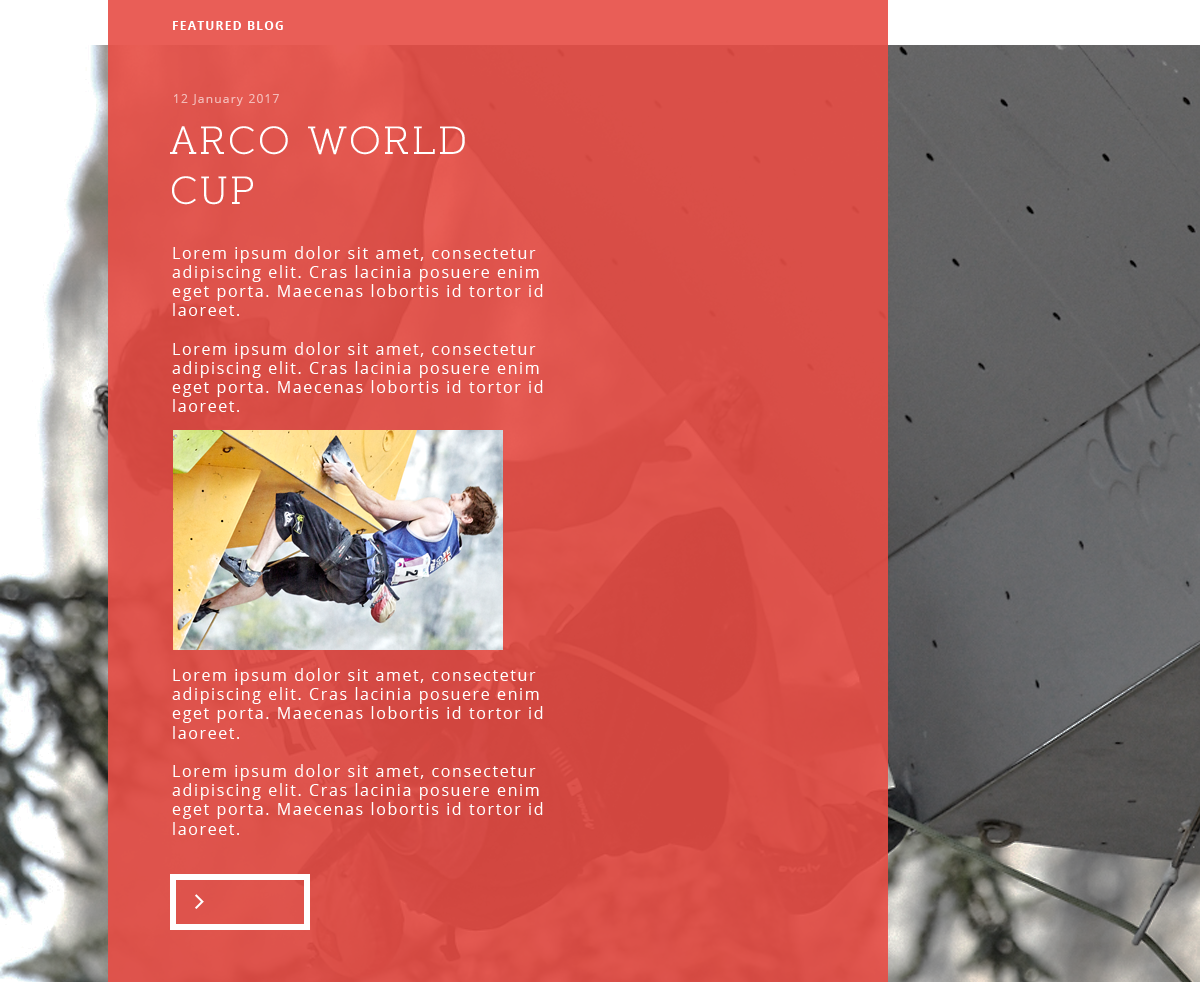 FEATURED BLOG
12 January 2017
ARCO WORLD
CUP
Lorem ipsum dolor sit amet, consectetur
adipiscing elit. Cras lacinia posuere enim
eget porta. Maecenas lobortis id tortor id
laoreet.
Lorem ipsum dolor sit amet, consectetur
adipiscing elit. Cras lacinia posuere enim
eget porta. Maecenas lobortis id tortor id
laoreet.
2
Lorem ipsum dolor sit amet, consectetur
adipiscing elit. Cras lacinia posuere enim
eget porta. Maecenas lobortis id tortor id
laoreet.
Lorem ipsum dolor sit amet, consectetur
adipiscing elit. Cras lacinia posuere enim
eget porta. Maecenas lobortis id tortor id
laoreet.
evolv